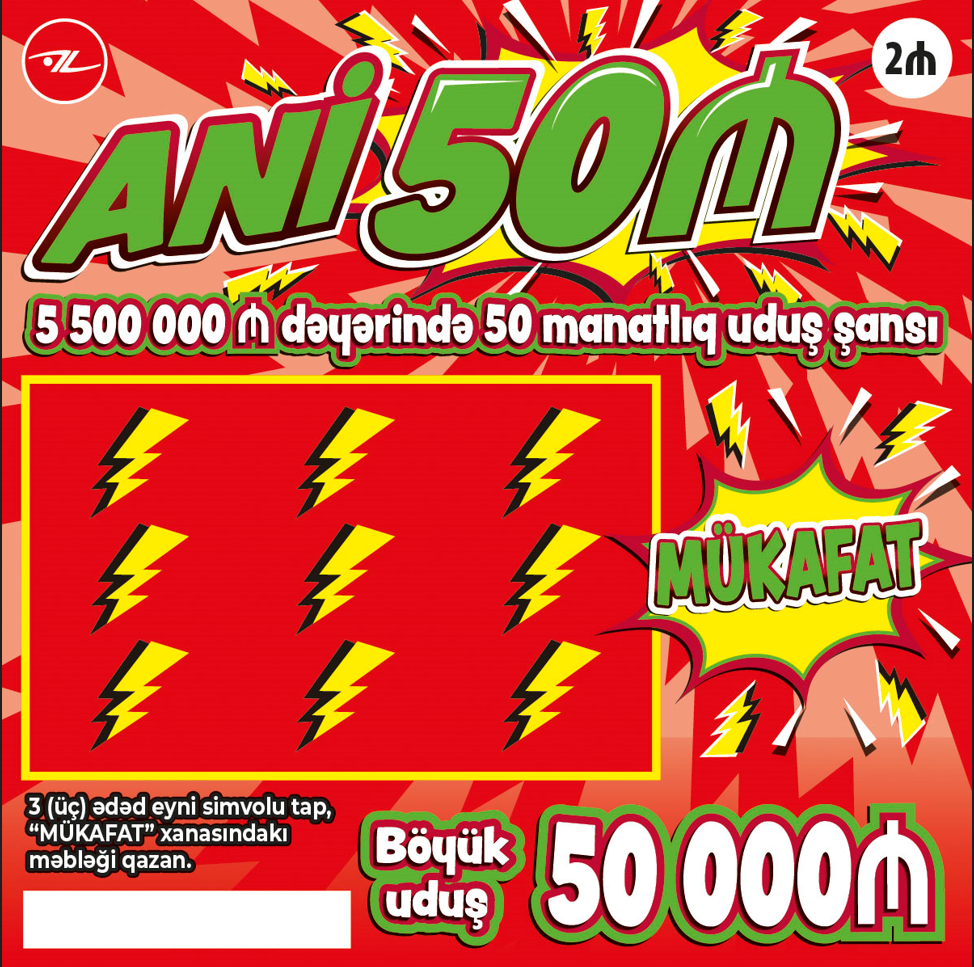 2₼
ANİ 50₼
5 500 000 ₼ dəyərində 50 manatlıq uduş şansı
MÜKAFAT
3 (üç) ədəd eyni simvolu tap,
“MÜKAFAT” xanasındakı
məbləği qazan.
Böyük
uduş
50 000₼